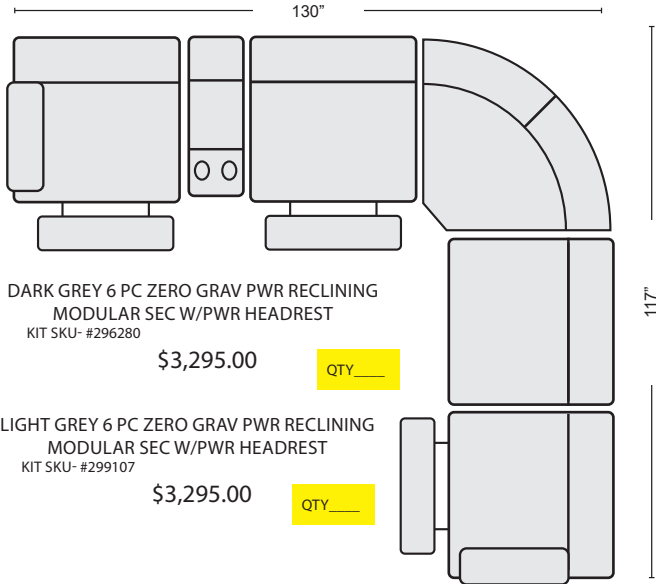 130”
117”
DARK GREY 6 PC ZERO GRAV PWR RECLINING
MODULAR SEC W/PWR HEADREST
KIT SKU- #296280
$3,295.00
QTY____
LIGHT GREY 6 PC ZERO GRAV PWR RECLINING
MODULAR SEC W/PWR HEADREST
KIT SKU- #299107
$3,295.00
QTY____